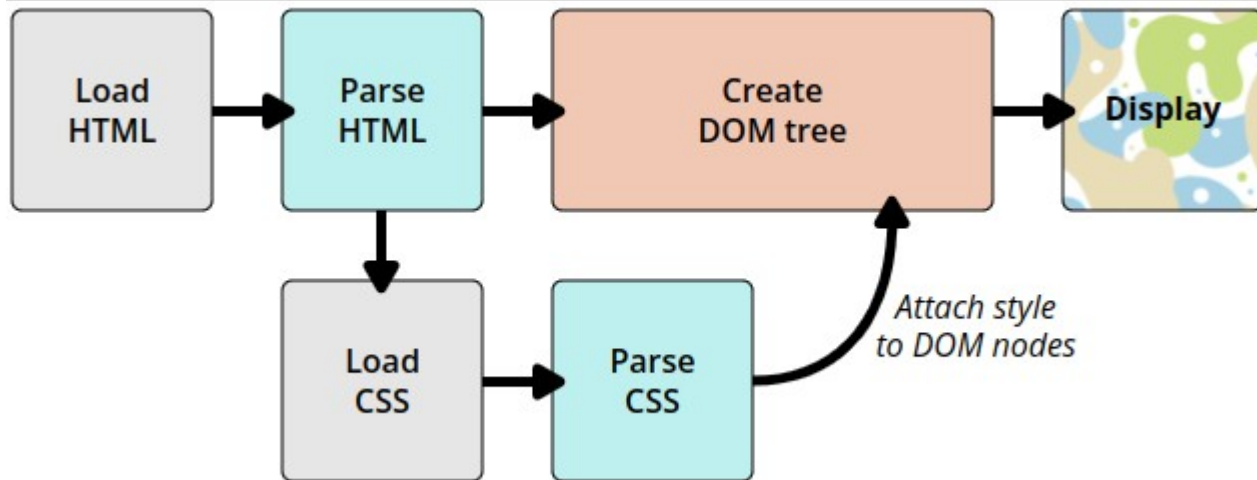 Load
HTML
Parse
HTML
Create
DOM tree
Display
Load
CSS
Parse
CSS
Attach style
to DOM nodes